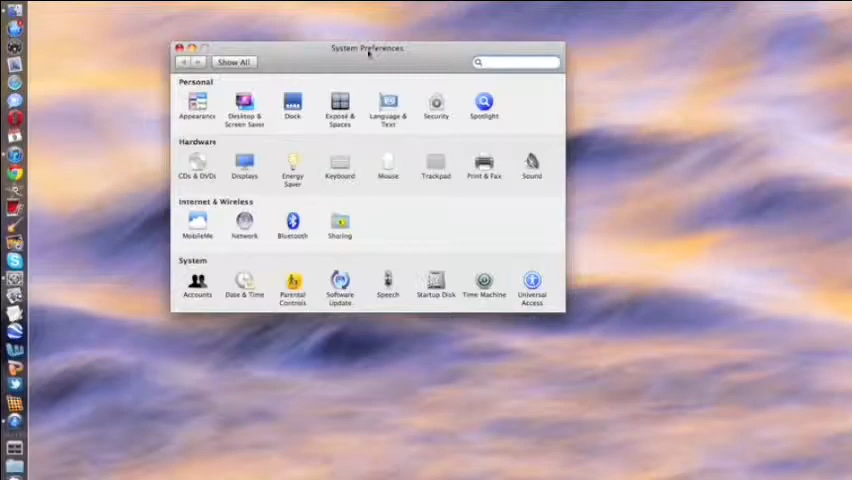 System Preferences
Show All
Personal
Appearance
Desktop &
Screen Saver
Dock
Exposé &
Spaces
Language &
Text
Security
Spotlight
Hardware
CDs & DVDs
Displays
Energy
Saver
Keyboard
Mouse
Trackpad
Print & Fax
Sound
Internet & Wireless
MobileMe
Network
Bluetooth
Sharing
System
Accounts
Date & Time
Parental
Controls
Software
Update
Speech
Startup Disk
Time Machine
Universal
Access